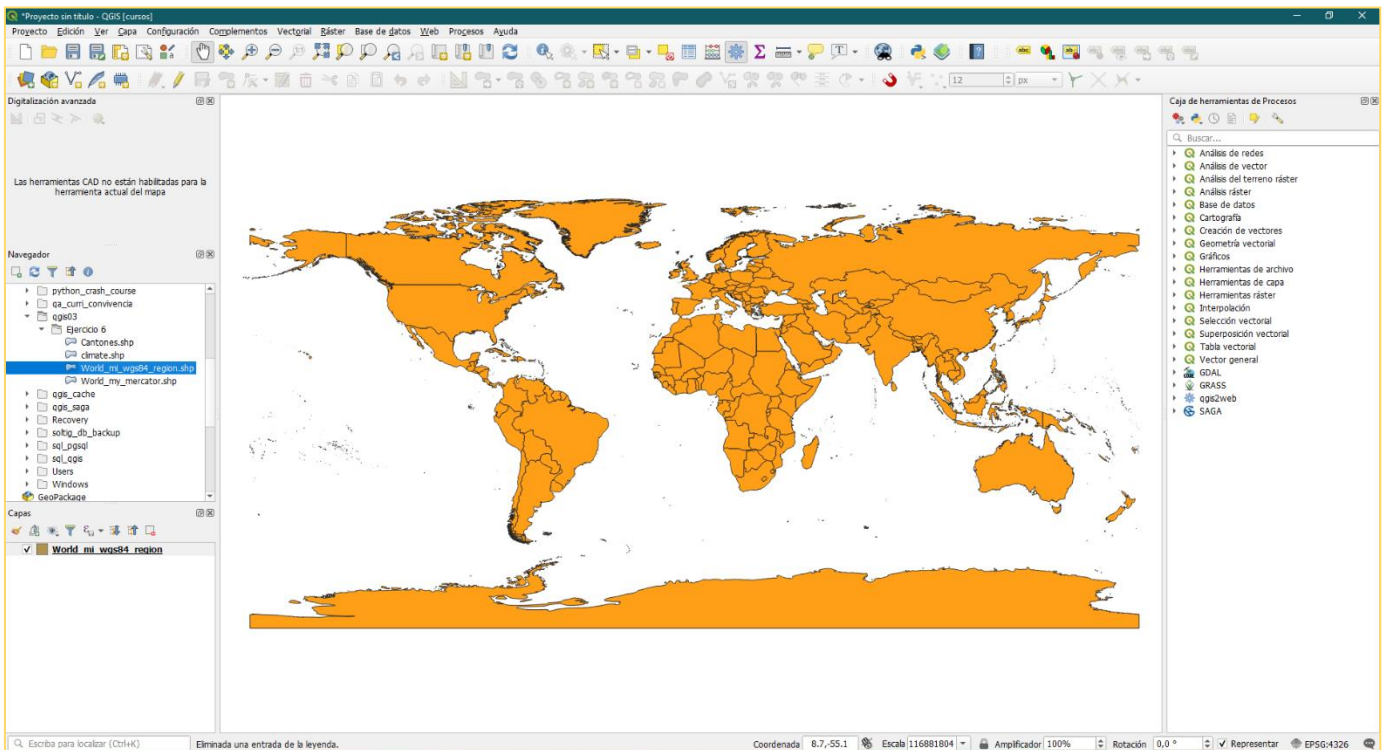 *Proyecto sin título - QGIS [cursos]
Proyecto Edición Ver Capa Configuración Complementos Vectorial Ráster Base de datos Web Procesos Ayuda
12
px
Digitalización avanzada
Las herramientas CAD no están habilitadas para la
herramienta actual del mapa
Navegador
python_crash_course
qa_curri_convivencia
qgis03
Ejercicio 6
Cantones.shp
climate.shp
World_mi_wgs84_region.shp
World_my_mercator.shp
qgis_cache
qgis_saga
Recovery
soltig_db_backup
sql_pgsql
sql_qgis
Users
Windows
GeoPackage
Capas
World_mi_wgs84_region
Caja de herramientas de Procesos
Buscar...
Análisis de redes
Análisis de vector
Análisis del terreno ráster
Análisis ráster
Base de datos
Cartografía
Creación de vectores
Geometría vectorial
Gráficos
Herramientas de archivo
Herramientas de capa
Herramientas ráster
Interpolación
Selección vectorial
Superposición vectorial
Tabla vectorial
Vector general
GDAL
GRASS
qgis2web
SAGA
Escriba para localizar (Ctrl+K)
Eliminada una entrada de la leyenda.
Coordenada 8.7,-55.1
Escala 116881804
Amplificador 100%
Rotación 0,0 °
Representar
EPSG:4326